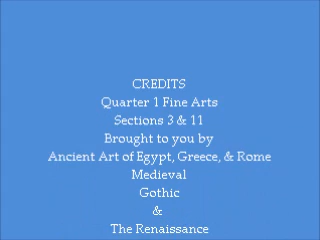 CREDITS
Quarter 1 Fine Arts
Sections 3 & 11
Brought to you by
Ancient Art of Egypt, Greece, & Rome
Medieval
Gothic
&
The Renaissance